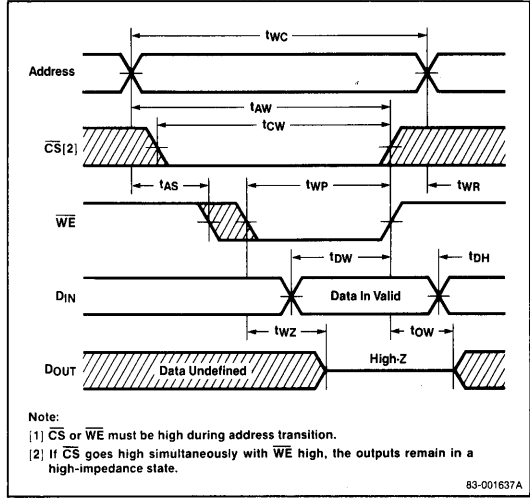 tWC
Address
tAW
tCW
CS[2]
tAS
tWP
tWR
WE
tDW
tDH
DIN
Data In Valid
tWZ
tOW
High-Z
DOUT
Data Undefined
Note:
[1] CS or WE must be high during address transition.
[2] If CS goes high simultaneously with WE high, the outputs remain in a
high-impedance state.
83-001637A